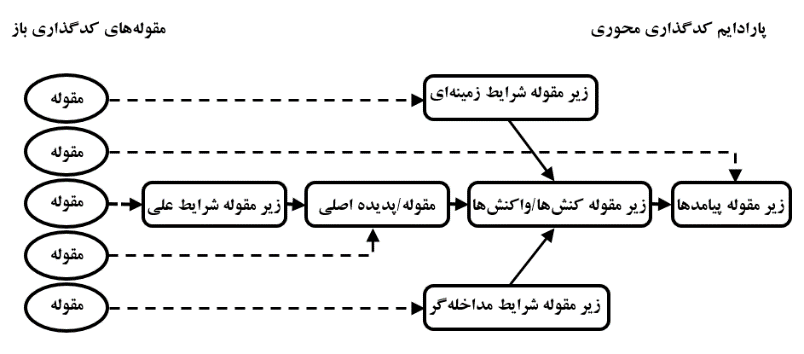 پارادایم کدگذاری محوری
مقوله‌های کدگذاری باز
زیر مقوله شرایط زمینه‌ای
مقوله
مقوله
زیر مقوله پیامدها
زیر مقوله کنش‌ها/واکنش‌ها
مقوله/پدیده اصلی
زیر مقوله شرایط علی
مقوله
مقوله
زیر مقوله شرایط مداخله‌گر
مقوله